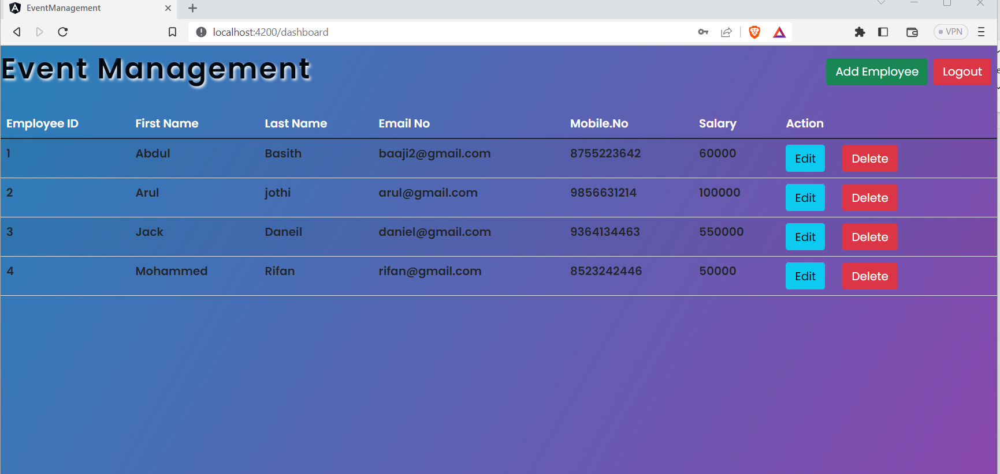 EventManagement
localhost:4200/dashboard
VPN
Event Management
Add Employee Logout
Employee ID First Name Last Name Email No Mobile.No Salary Action
1 Abdul Basith baaji2@gmail.com 8755223642 60000 Edit Delete
2 Arul jothi arul@gmail.com 9856631214 100000 Edit Delete
3 Jack Daneil daniel@gmail.com 9364134463 550000 Edit Delete
4 Mohammed Rifan rifan@gmail.com 8523242446 50000 Edit Delete